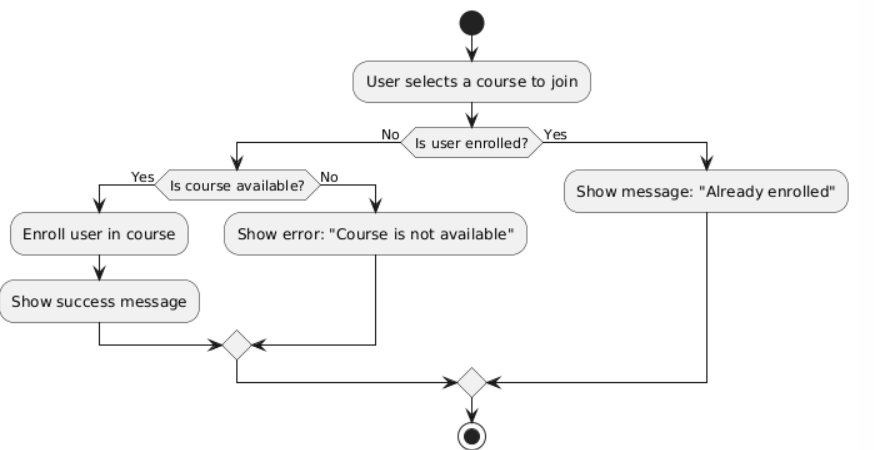 User selects a course to join
No
Is user enrolled?
Yes
Yes
Is course available?
No
Show message: "Already enrolled"
Enroll user in course
Show error: "Course is not available"
Show success message